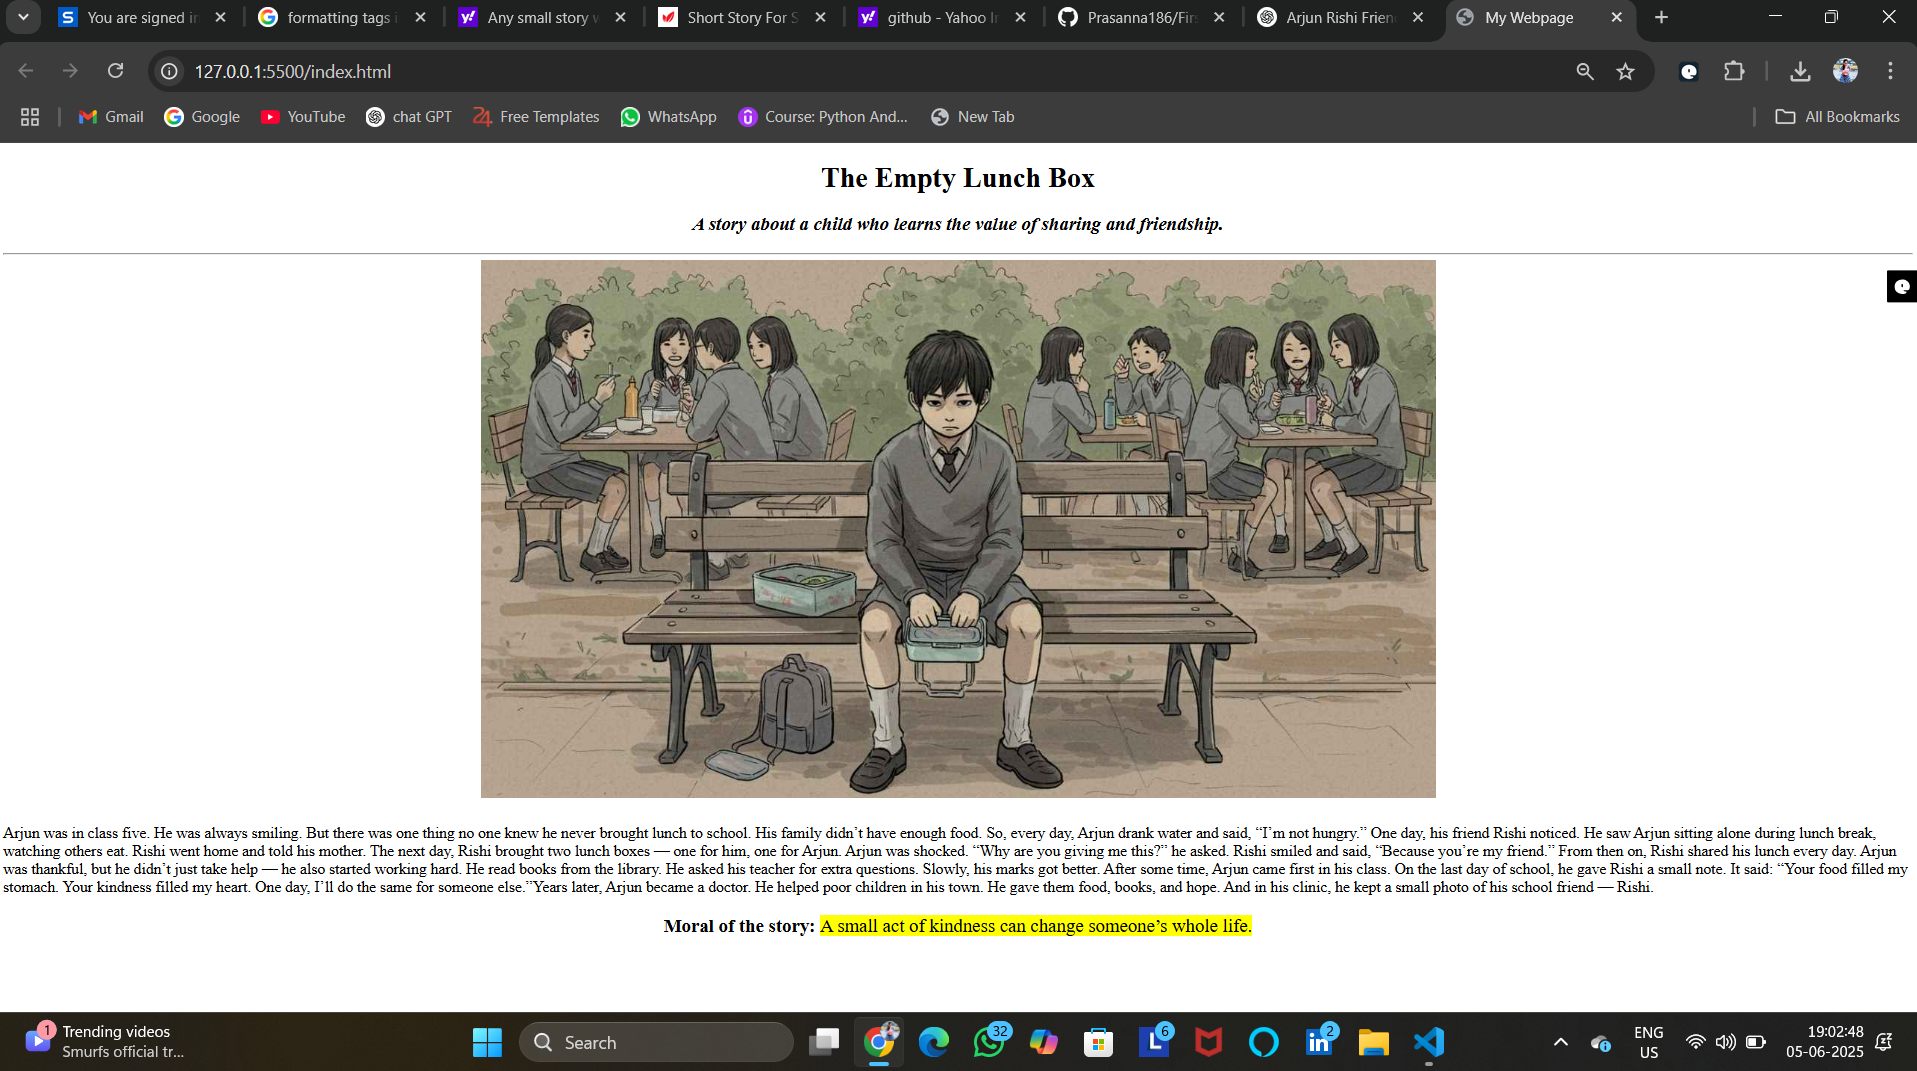 You are signed in
formatting tags i
Any small story w
Short Story For S
github - Yahoo In
Prasanna186/Firs
Arjun Rishi Frien
My Webpage
127.0.0.1:5500/index.html
Gmail
Google
YouTube
chat GPT
Free Templates
WhatsApp
Course: Python And...
New Tab
All Bookmarks
The Empty Lunch Box
A story about a child who learns the value of sharing and friendship.
Arjun was in class five. He was always smiling. But there was one thing no one knew he never brought lunch to school. His family didn’t have enough food. So, every day, Arjun drank water and said, “I’m not hungry.” One day, his friend Rishi noticed. He saw Arjun sitting alone during lunch break,
watching others eat. Rishi went home and told his mother. The next day, Rishi brought two lunch boxes — one for him, one for Arjun. Arjun was shocked. “Why are you giving me this?” he asked. Rishi smiled and said, “Because you’re my friend.” From then on, Rishi shared his lunch every day. Arjun
was thankful, but he didn’t just take help — he also started working hard. He read books from the library. He asked his teacher for extra questions. Slowly, his marks got better. After some time, Arjun came first in his class. On the last day of school, he gave Rishi a small note. It said: “Your food filled my
stomach. Your kindness filled my heart. One day, I’ll do the same for someone else.”Years later, Arjun became a doctor. He helped poor children in his town. He gave them food, books, and hope. And in his clinic, he kept a small photo of his school friend — Rishi.
Moral of the story: A small act of kindness can change someone’s whole life.
1
Trending videos
Smurfs official tr...
Search
32
6
2
ENG
US
19:02:48
05-06-2025